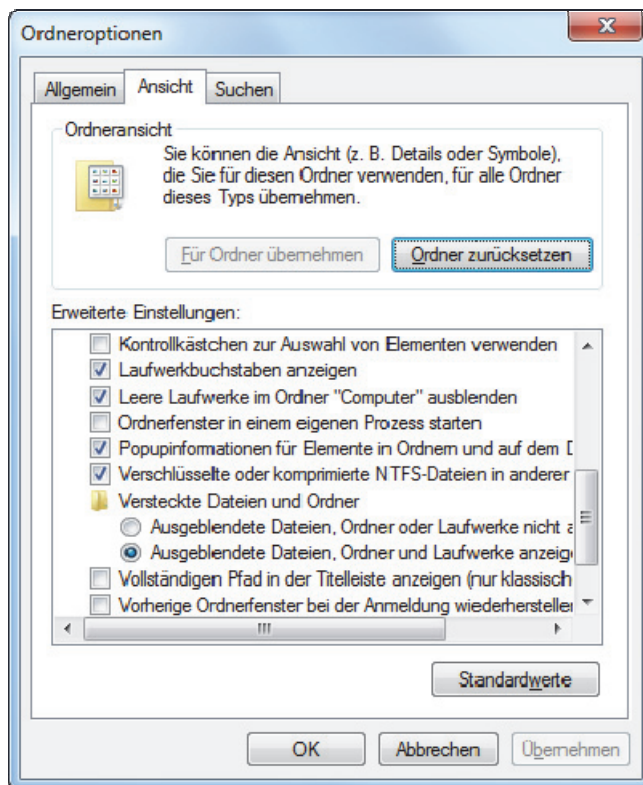 Ordneroptionen
Allgemein
Ansicht
Suchen
Ordneransicht
Sie können die Ansicht (z. B. Details oder Symbole),
die Sie für diesen Ordner verwenden, für alle Ordner
dieses Typs übernehmen.
Für Ordner übernehmen
Ordner zurücksetzen
Erweiterte Einstellungen:
Kontrollkästchen zur Auswahl von Elementen verwenden
Laufwerkbuchstaben anzeigen
Leere Laufwerke im Ordner "Computer" ausblenden
Ordnerfenster in einem eigenen Prozess starten
Popupinformationen für Elemente in Ordnern und auf dem D
Verschlüsselte oder komprimierte NTFS-Dateien in anderer
Versteckte Dateien und Ordner
Ausgeblendete Dateien, Ordner oder Laufwerke nicht a
Ausgeblendete Dateien, Ordner und Laufwerke anzeige
Vollständigen Pfad in der Titelleiste anzeigen (nur klassisch
Vorherige Ordnerfenster bei der Anmeldung wiederherstellen
Standardwerte
OK
Abbrechen
Übernehmen